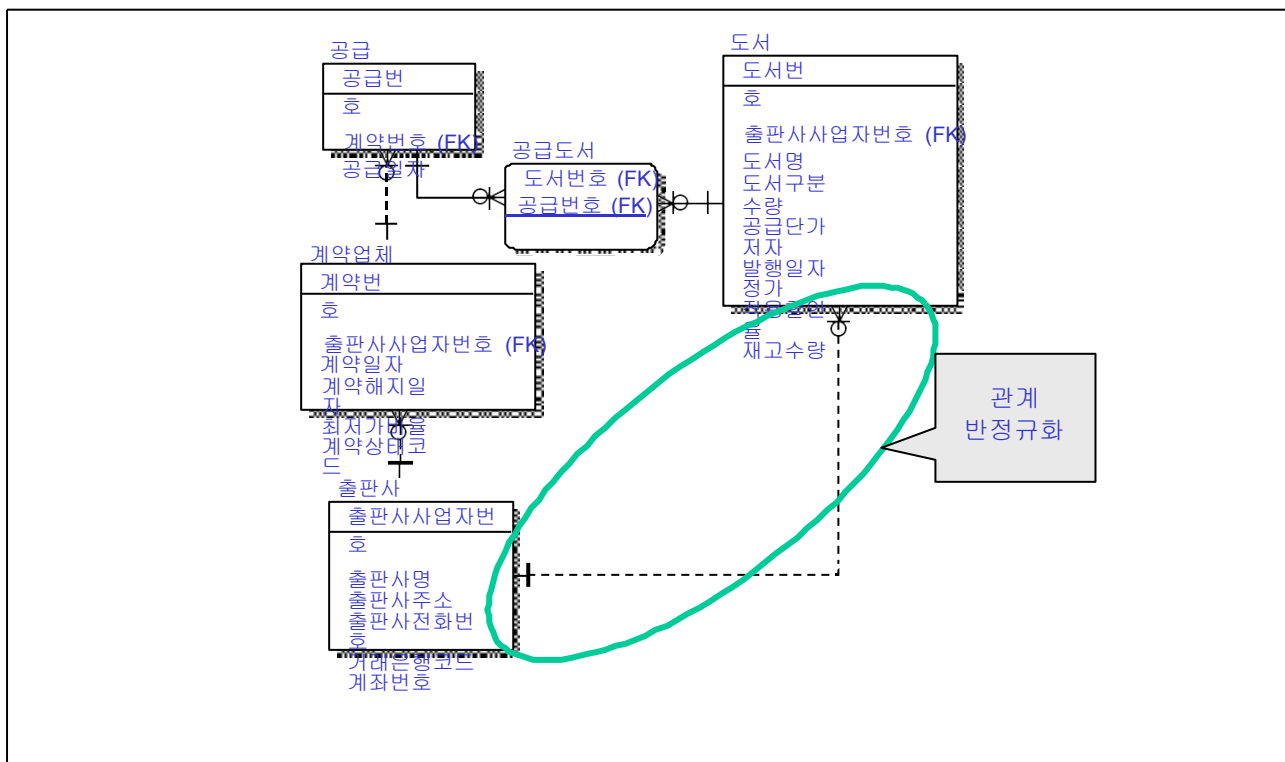 공급
공급번
호
계약번호 (FK)
공급일자
공급도서
도서번호 (FK)
공급번호 (FK)
도서
도서번
호
출판사사업자번호 (FK)
도서명
도서구분
수량
공급단가
저자
발행일자
정가
적용할인
율
재고수량
계약업체
계약번
호
출판사사업자번호 (FK)
계약일자
계약해지일
자
최저가비율
계약상태코
드
출판사
출판사사업자번
호
출판사명
출판사주소
출판사전화번
호
거래은행코드
계좌번호
관계
반정규화